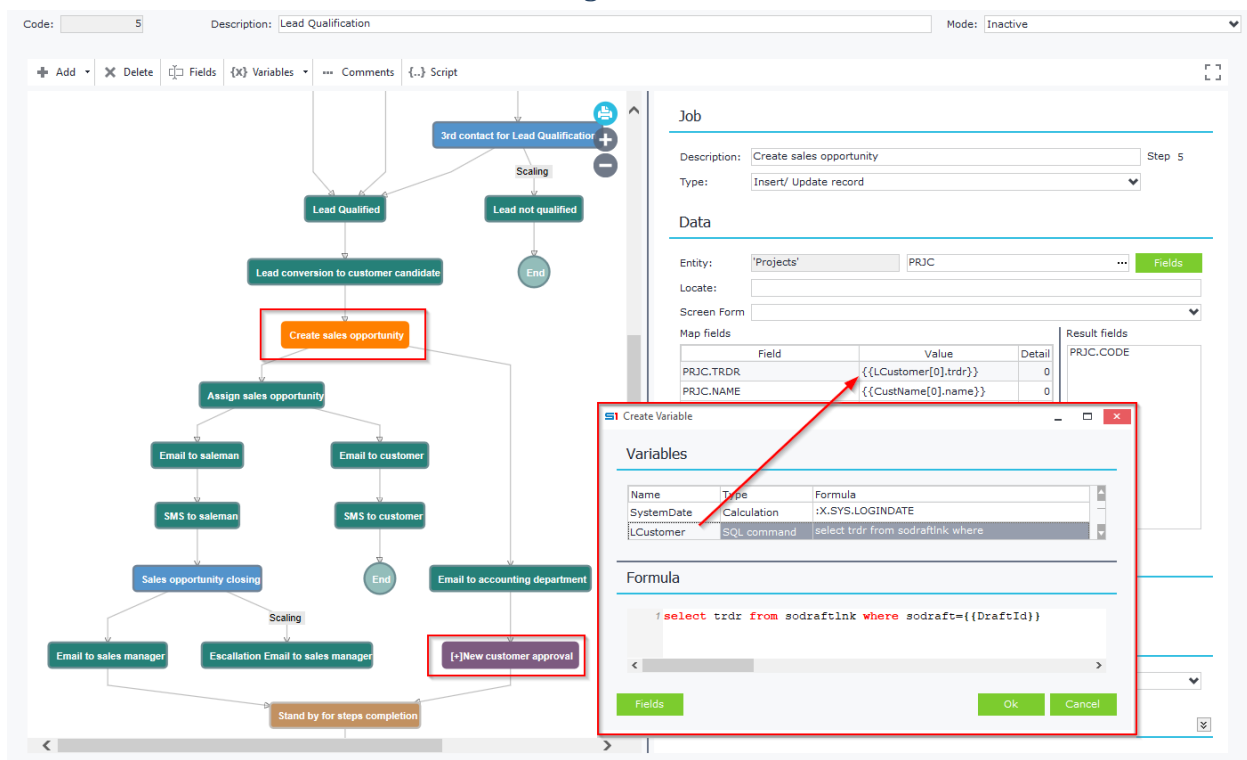 Code: 5 Description: Lead Qualification Mode: Inactive
Add Delete Fields {X} Variables Comments {..} Script
3rd contact for Lead Qualification
Scaling
Lead Qualified Lead not qualified
Lead conversion to customer candidate End
Create sales opportunity
Assign sales opportunity
Email to saleman Email to customer
SMS to saleman SMS to customer
Sales opportunity closing End Email to accounting department
Scaling
Email to sales manager Escallation Email to sales manager [+]New customer approval
Stand by for steps completion
Job
Description: Create sales opportunity Step 5
Type: Insert/ Update record
Data
Entity: 'Projects' PRJC ... Fields
Locate:
Screen Form
Map fields Result fields
Field Value Detail PRJC.CODE
PRJC.TRDR {{LCustomer[0].trdr}} 0
PRJC.NAME {{CustName[0].name}} 0
S1 Create Variable
Variables
Name Type Formula
SystemDate Calculation :X.SYS.LOGINDATE
LCustomer SQL command select trdr from sodraftlnk where
Formula
1 select trdr from sodraftlnk where sodraft={{DraftId}}
Fields Ok Cancel